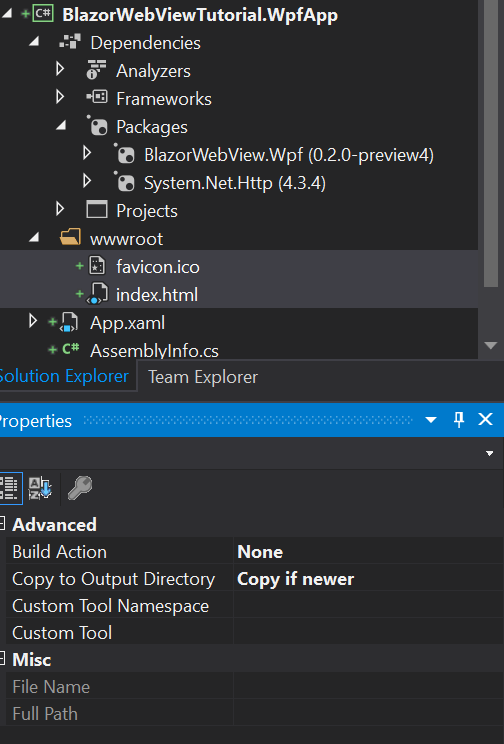 BlazorWebViewTutorial.WpfApp
Dependencies
Analyzers
Frameworks
Packages
BlazorWebView.Wpf (0.2.0-preview4)
System.Net.Http (4.3.4)
Projects
wwwroot
favicon.ico
index.html
App.xaml
C# AssemblyInfo.cs
Solution Explorer Team Explorer
Properties
Advanced
Build Action None
Copy to Output Directory Copy if newer
Custom Tool Namespace
Custom Tool
Misc
File Name
Full Path